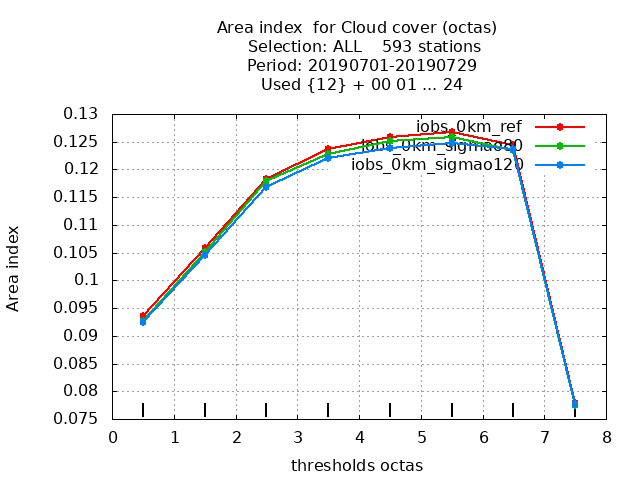 Area index  for Cloud cover (octas)
Selection: ALL    593 stations
Period: 20190701-20190729
Used {12} + 00 01 ... 24
iobs_0km_ref
iobs_0km_sigmao80
iobs_0km_sigmao120
0.13
0.125
0.12
0.115
0.11
0.105
0.1
0.095
0.09
0.085
0.08
0.075
Area index
0 1 2 3 4 5 6 7 8
thresholds octas